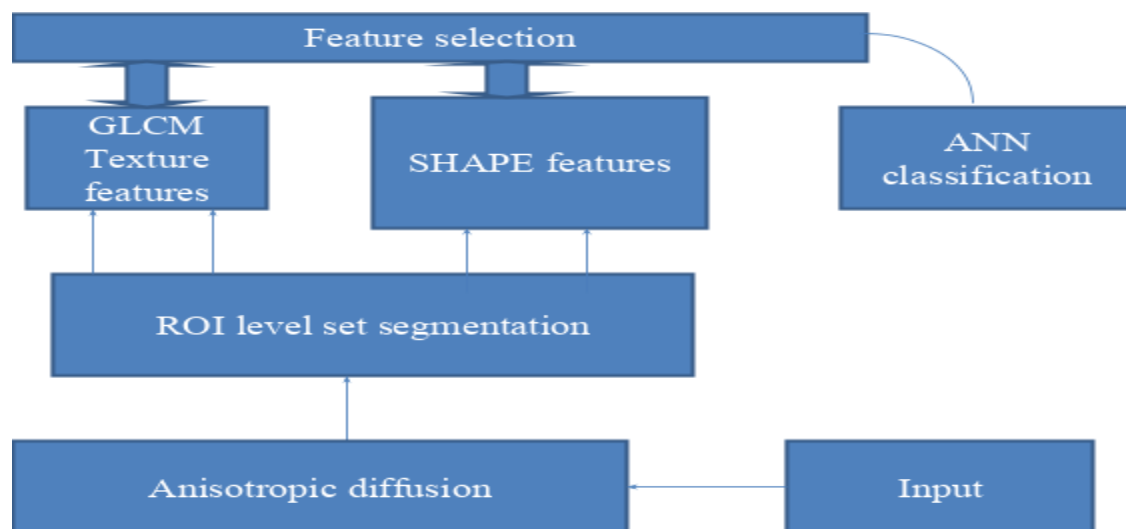 Feature selection
GLCM
Texture
features
SHAPE features
ANN
classification
ROI level set segmentation
Anisotropic diffusion
Input